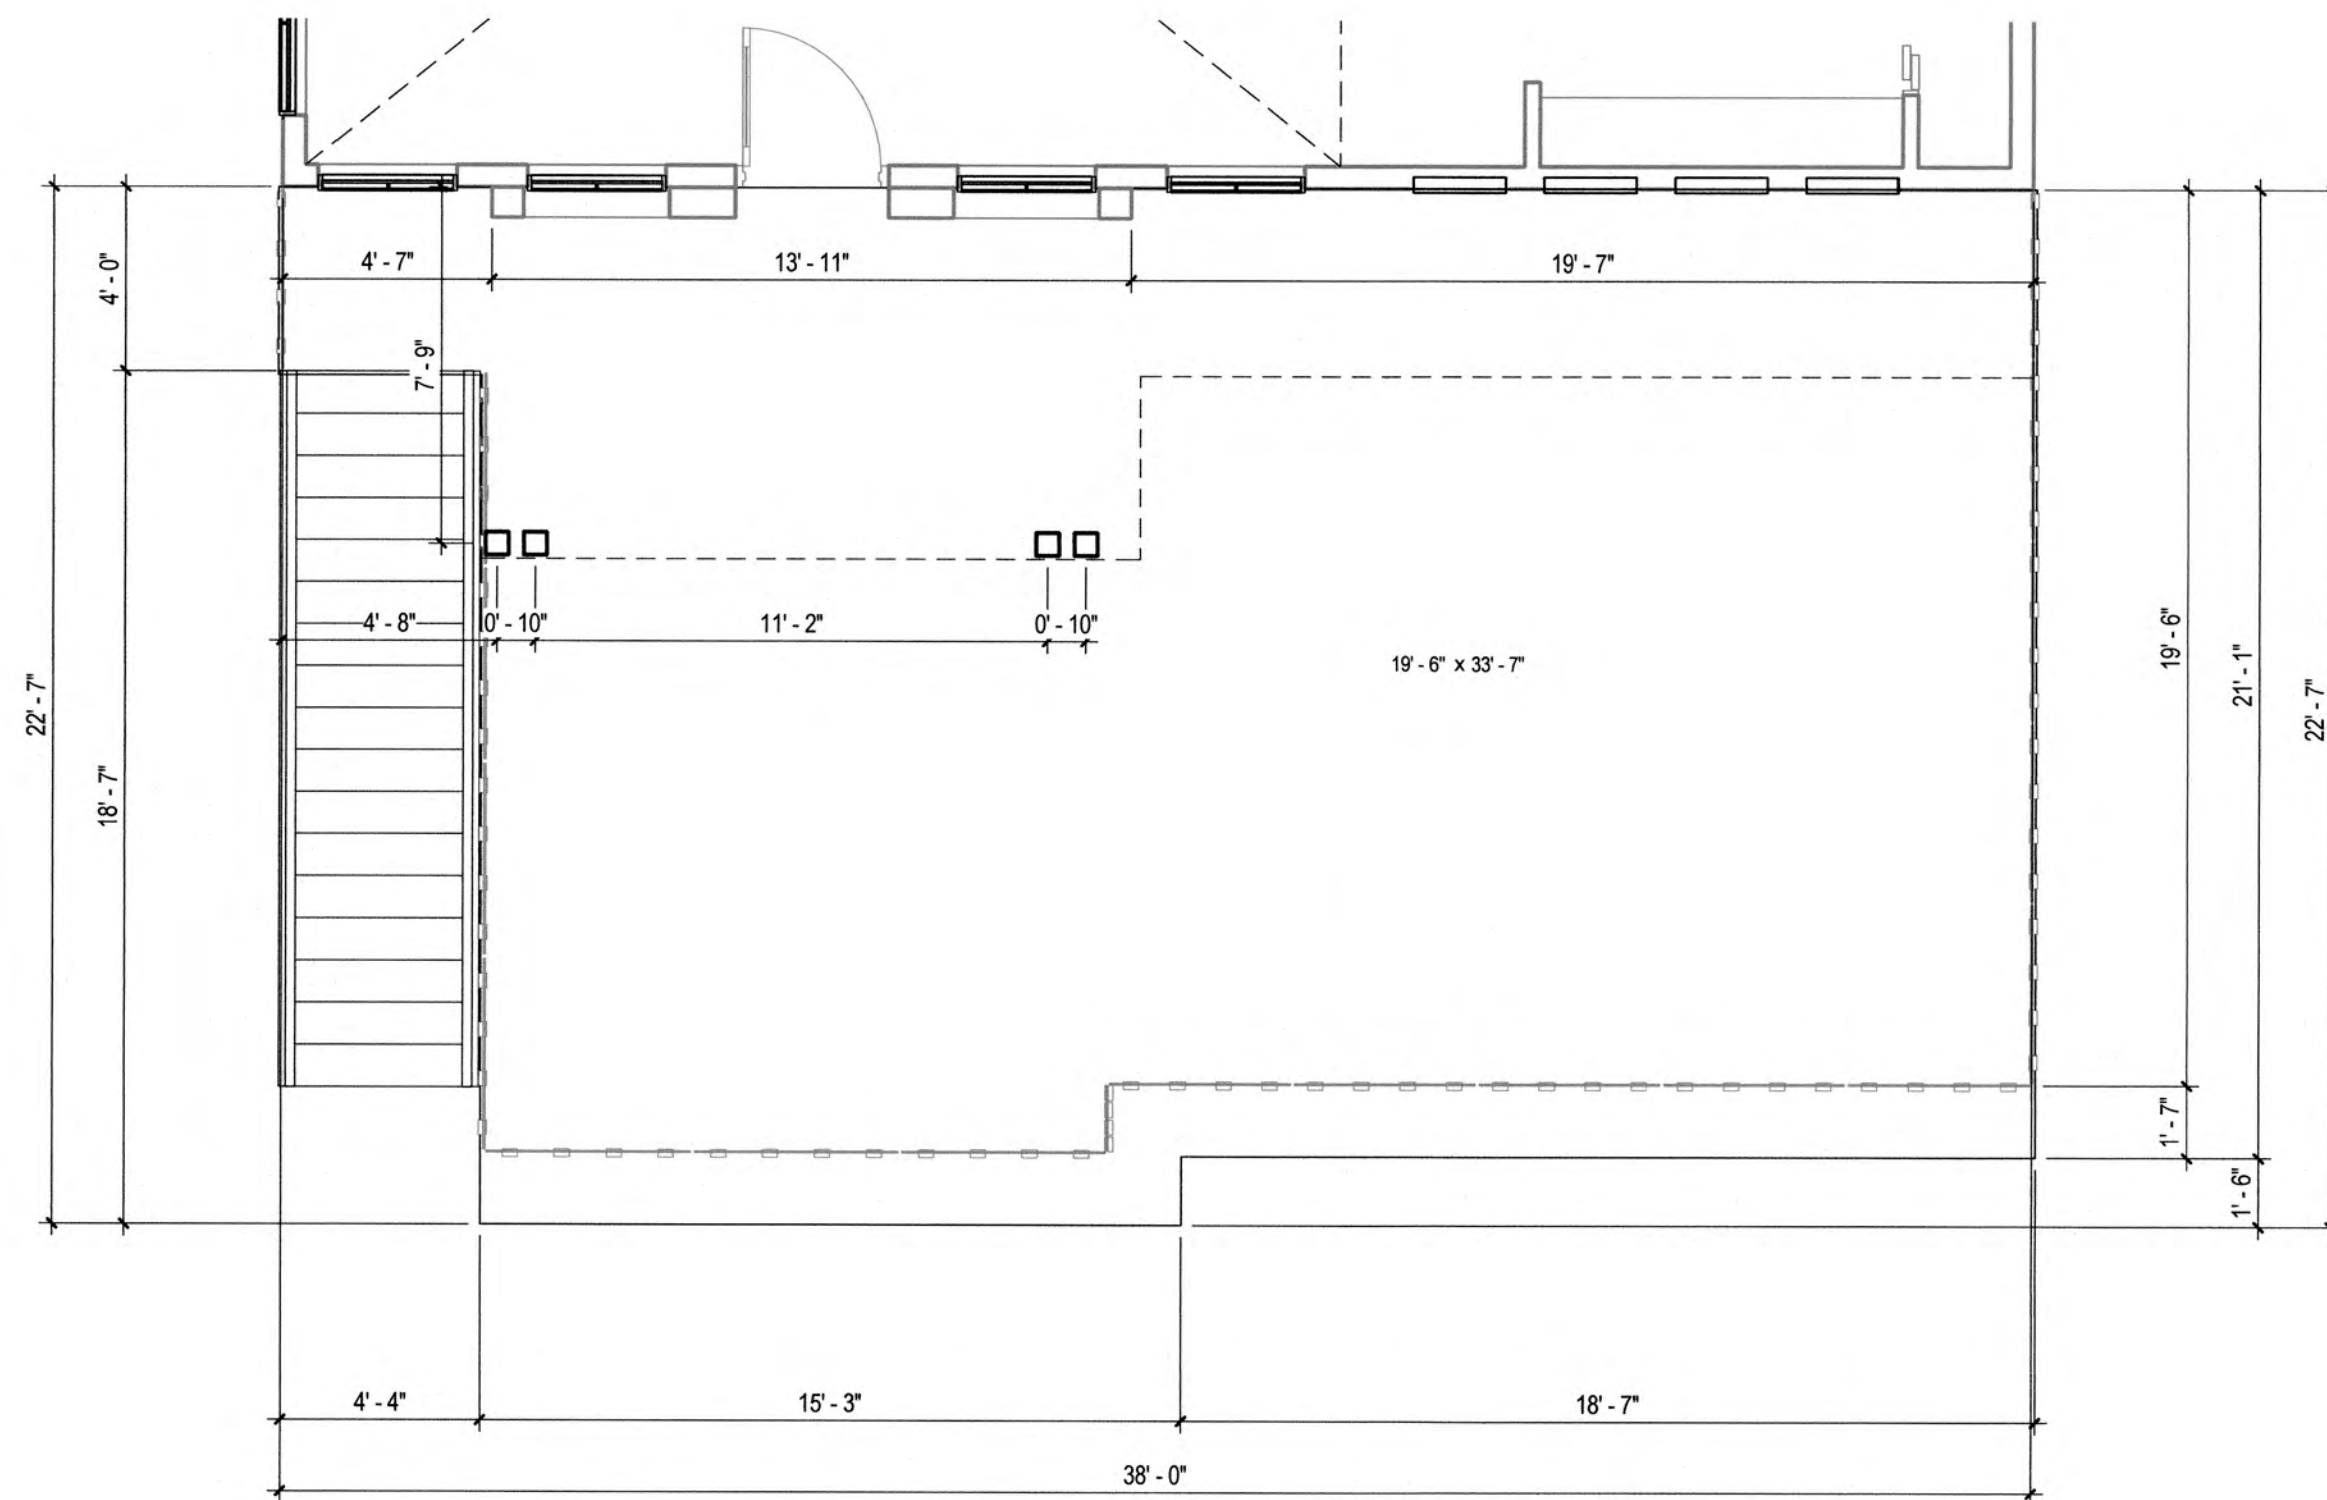 4' - 7"
13' - 11"
19' - 7"
4' - 0"
7' - 9"
4' - 8"
0' - 10"
11' - 2"
0' - 10"
19' - 6" x 33' - 7"
22' - 7"
18' - 7"
19' - 6"
21' - 1"
22' - 7"
1' - 7"
1' - 6"
4' - 4"
15' - 3"
18' - 7"
38' - 0"